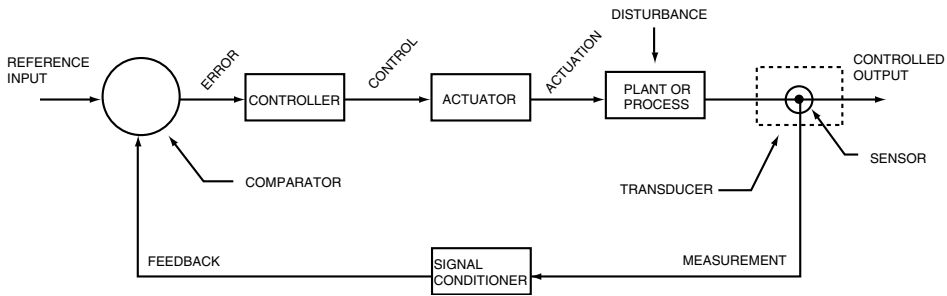 DISTURBANCE
REFERENCE
INPUT
ERROR
CONTROLLER
CONTROL
ACTUATOR
ACTUATION
PLANT OR
PROCESS
CONTROLLED
OUTPUT
COMPARATOR
TRANSDUCER
SENSOR
FEEDBACK
SIGNAL
CONDITIONER
MEASUREMENT